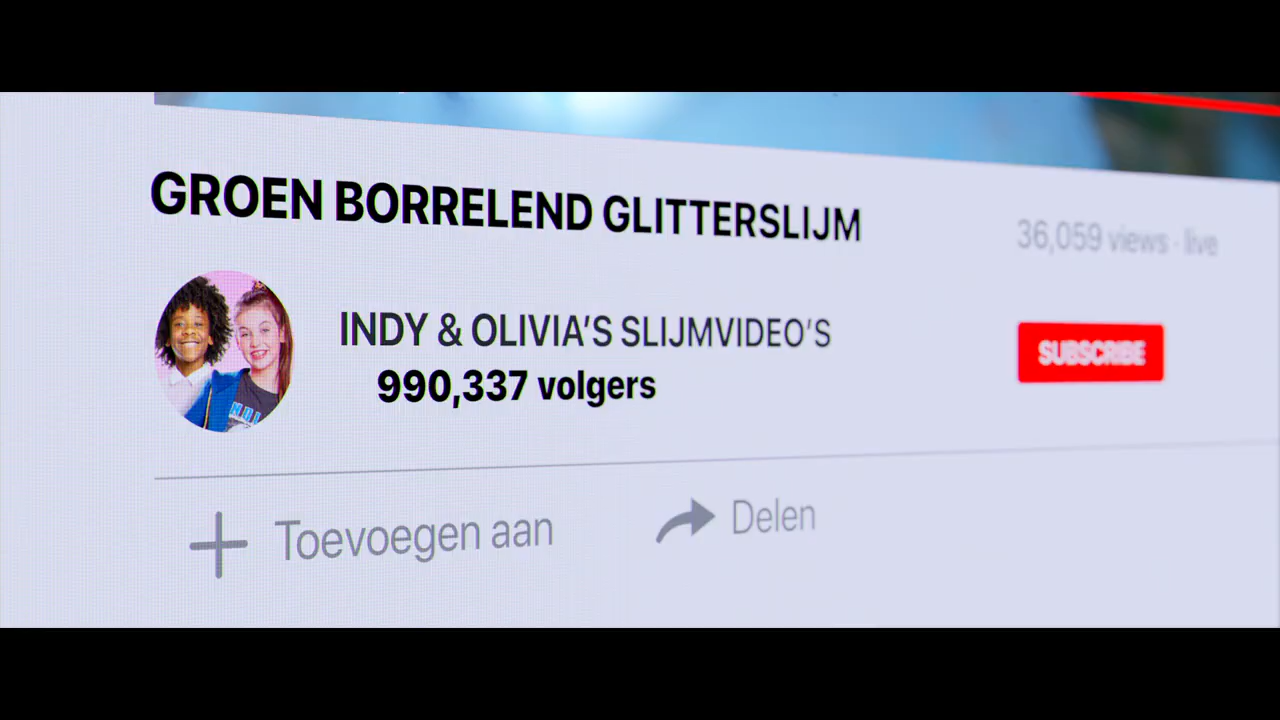 GROEN BORRELEND GLITTERSLIJM
36,059 views · live
INDY & OLIVIA'S SLIJMVIDEO'S
990,337 volgers
SUBSCRIBE
Toevoegen aan
Delen